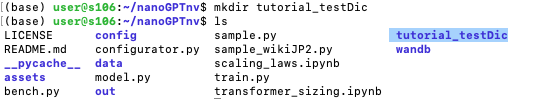 (base) user@s106:~/nanoGPTnv$ mkdir tutorial_testDic
(base) user@s106:~/nanoGPTnv$ ls
LICENSE config sample.py tutorial_testDic
README.md configurator.py sample_wikiJP2.py wandb
__pycache__ data scaling_laws.ipynb
assets model.py train.py
bench.py out transformer_sizing.ipynb